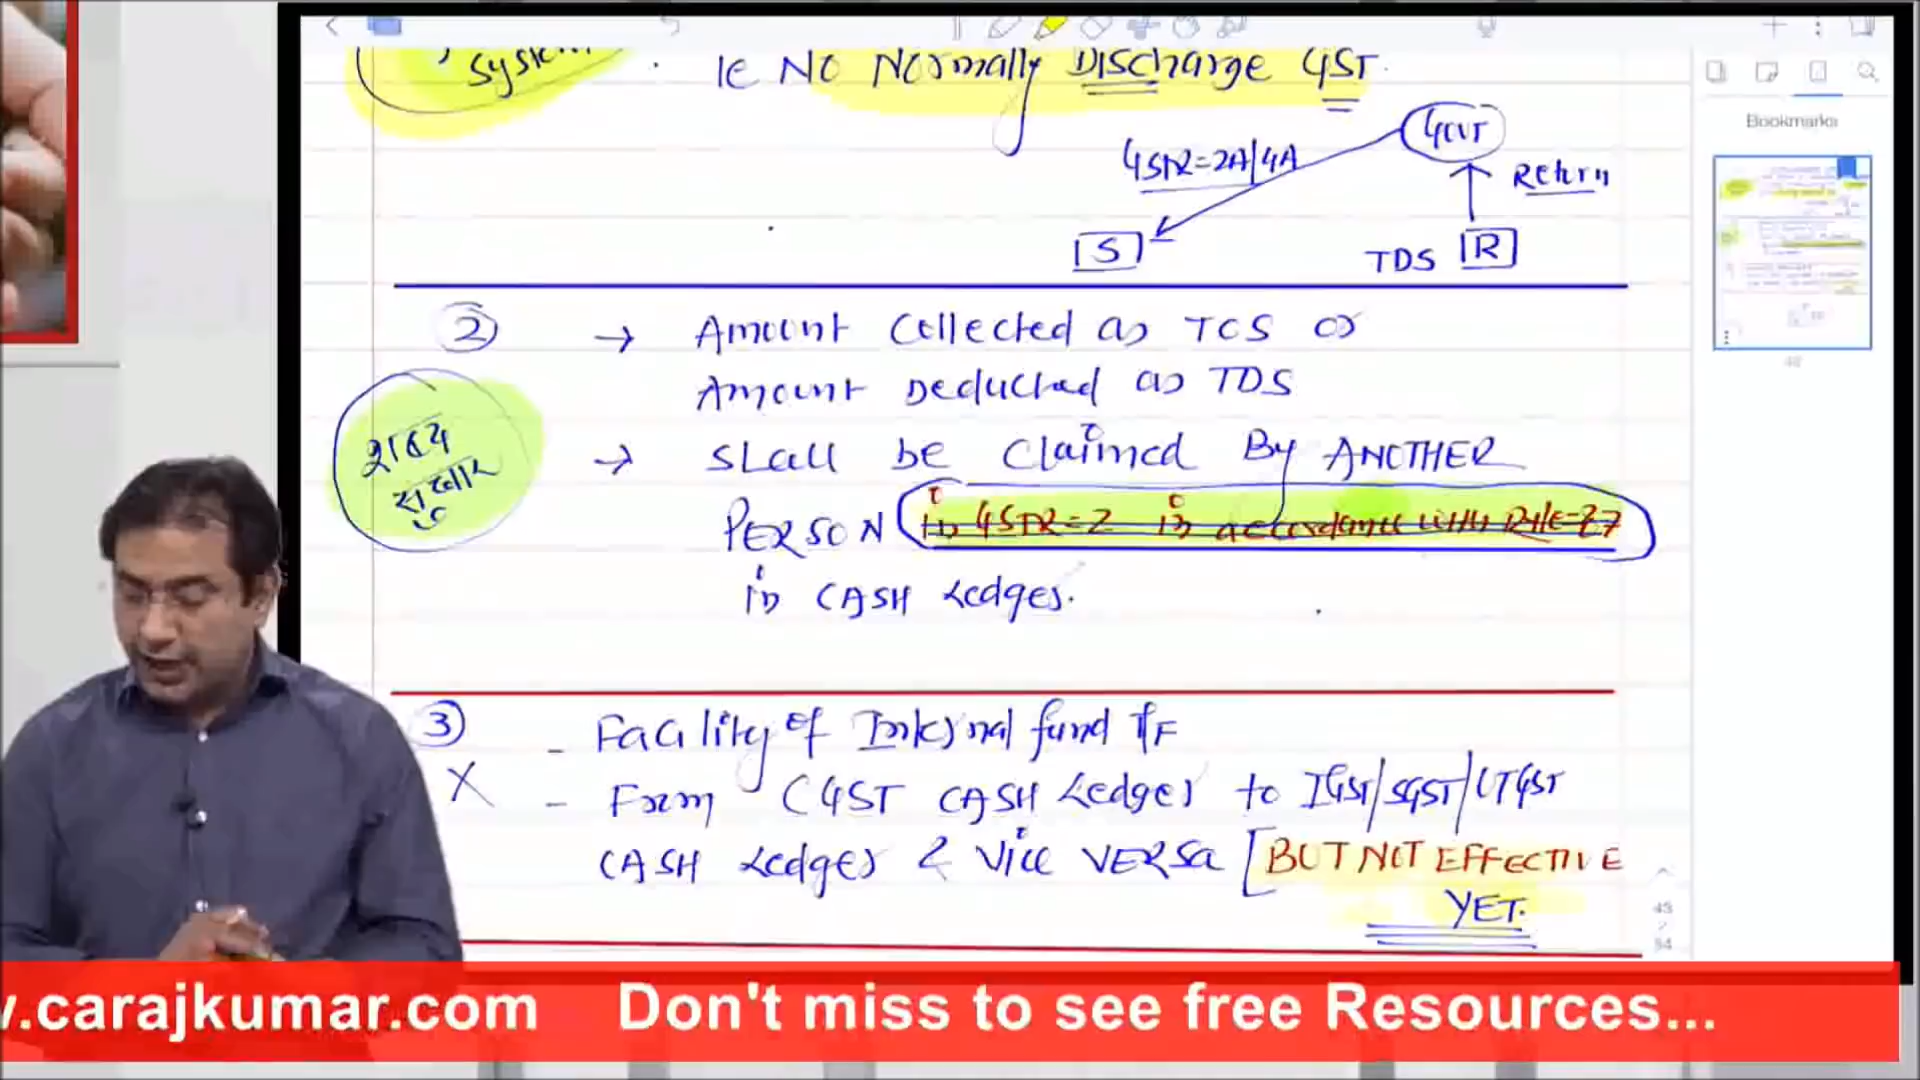 System
IE NO Normally Discharge GST.
GSTR=2A/4A
GOVT
Return
S
TDS R
Bookmarks
② → Amount Collected as TCS or
Amount Deducted as TDS
→ Shall be Claimed By ANOTHER
PERSON (in GSTR=2 in accordance with Rule=87)
in CASH Ledger.
③ - Facility of Internal fund TF
X - From CGST CASH Ledger to IGST/SGST/UTGST
CASH Ledger & Vice VERSA [BUT NOT EFFECTIVE
YET.
.carajkumar.com Don't miss to see free Resources...